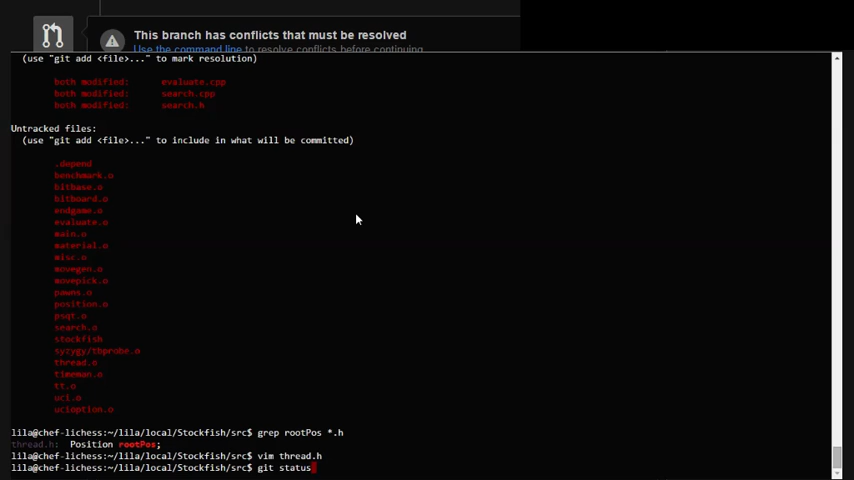 This branch has conflicts that must be resolved
Use the command line to resolve conflicts before continuing.
(use "git add <file>..." to mark resolution)
both modified: evaluate.cpp
both modified: search.cpp
both modified: search.h
Untracked files:
(use "git add <file>..." to include in what will be committed)
.depend
benchmark.o
bitbase.o
bitboard.o
endgame.o
evaluate.o
main.o
material.o
misc.o
movegen.o
movepick.o
pawns.o
position.o
psqt.o
search.o
stockfish
syzygy/tbprobe.o
thread.o
timeman.o
tt.o
uci.o
ucioption.o
lila@chef-lichess:~/lila/local/Stockfish/src$ grep rootPos *.h
thread.h: Position rootPos;
lila@chef-lichess:~/lila/local/Stockfish/src$ vim thread.h
lila@chef-lichess:~/lila/local/Stockfish/src$ git status